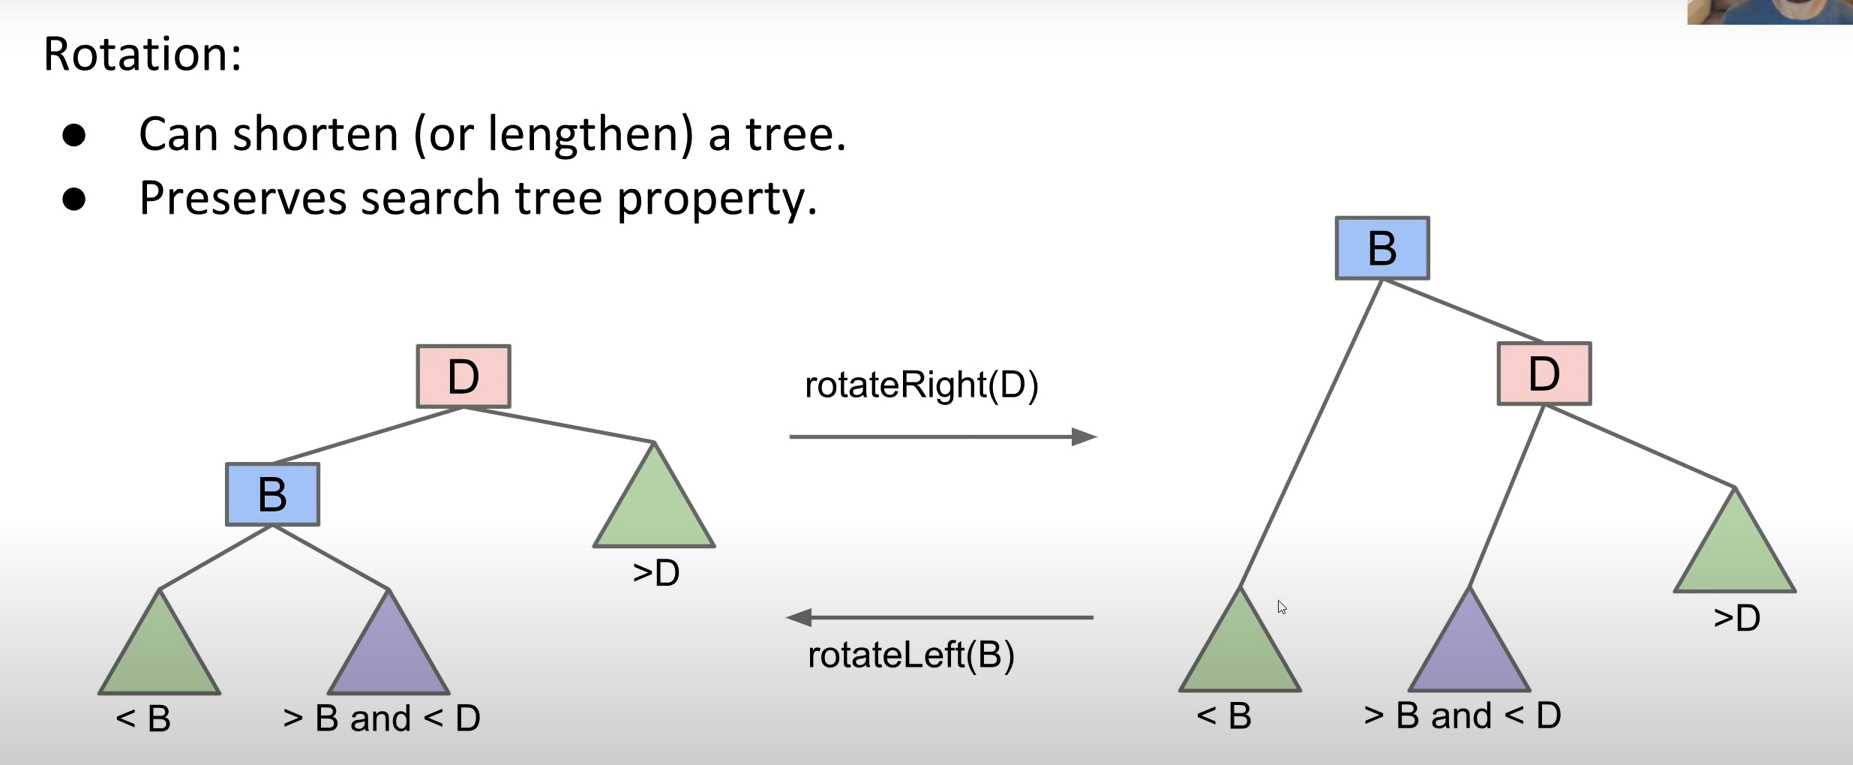 Rotation:
● Can shorten (or lengthen) a tree.
● Preserves search tree property.
B
D
rotateRight(D)
D
B
>D
rotateLeft(B)
>D
< B
> B and < D
< B
> B and < D